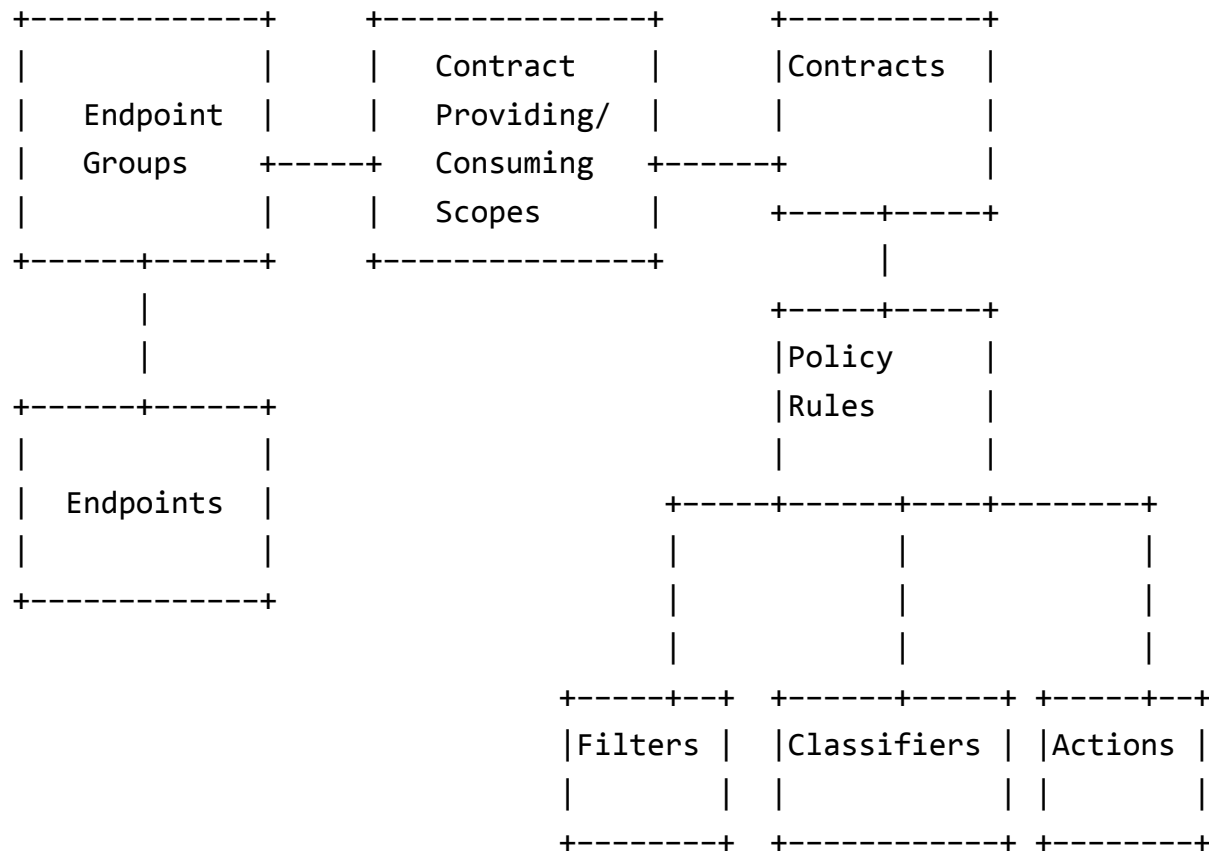 Endpoint
Groups
Contract
Providing/
Consuming
Scopes
Contracts
Policy
Rules
Endpoints
Filters
Classifiers
Actions